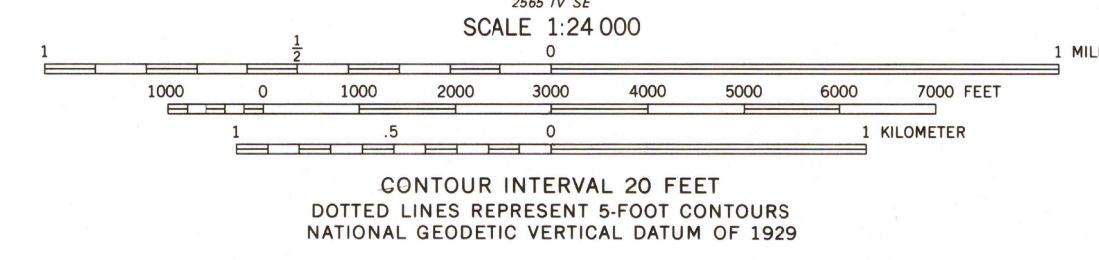 2565 IV SE
SCALE 1:24 000
1 1/2 0 1 MIL
1000 0 1000 2000 3000 4000 5000 6000 7000 FEET
1 .5 0 1 KILOMETER
CONTOUR INTERVAL 20 FEET
DOTTED LINES REPRESENT 5-FOOT CONTOURS
NATIONAL GEODETIC VERTICAL DATUM OF 1929